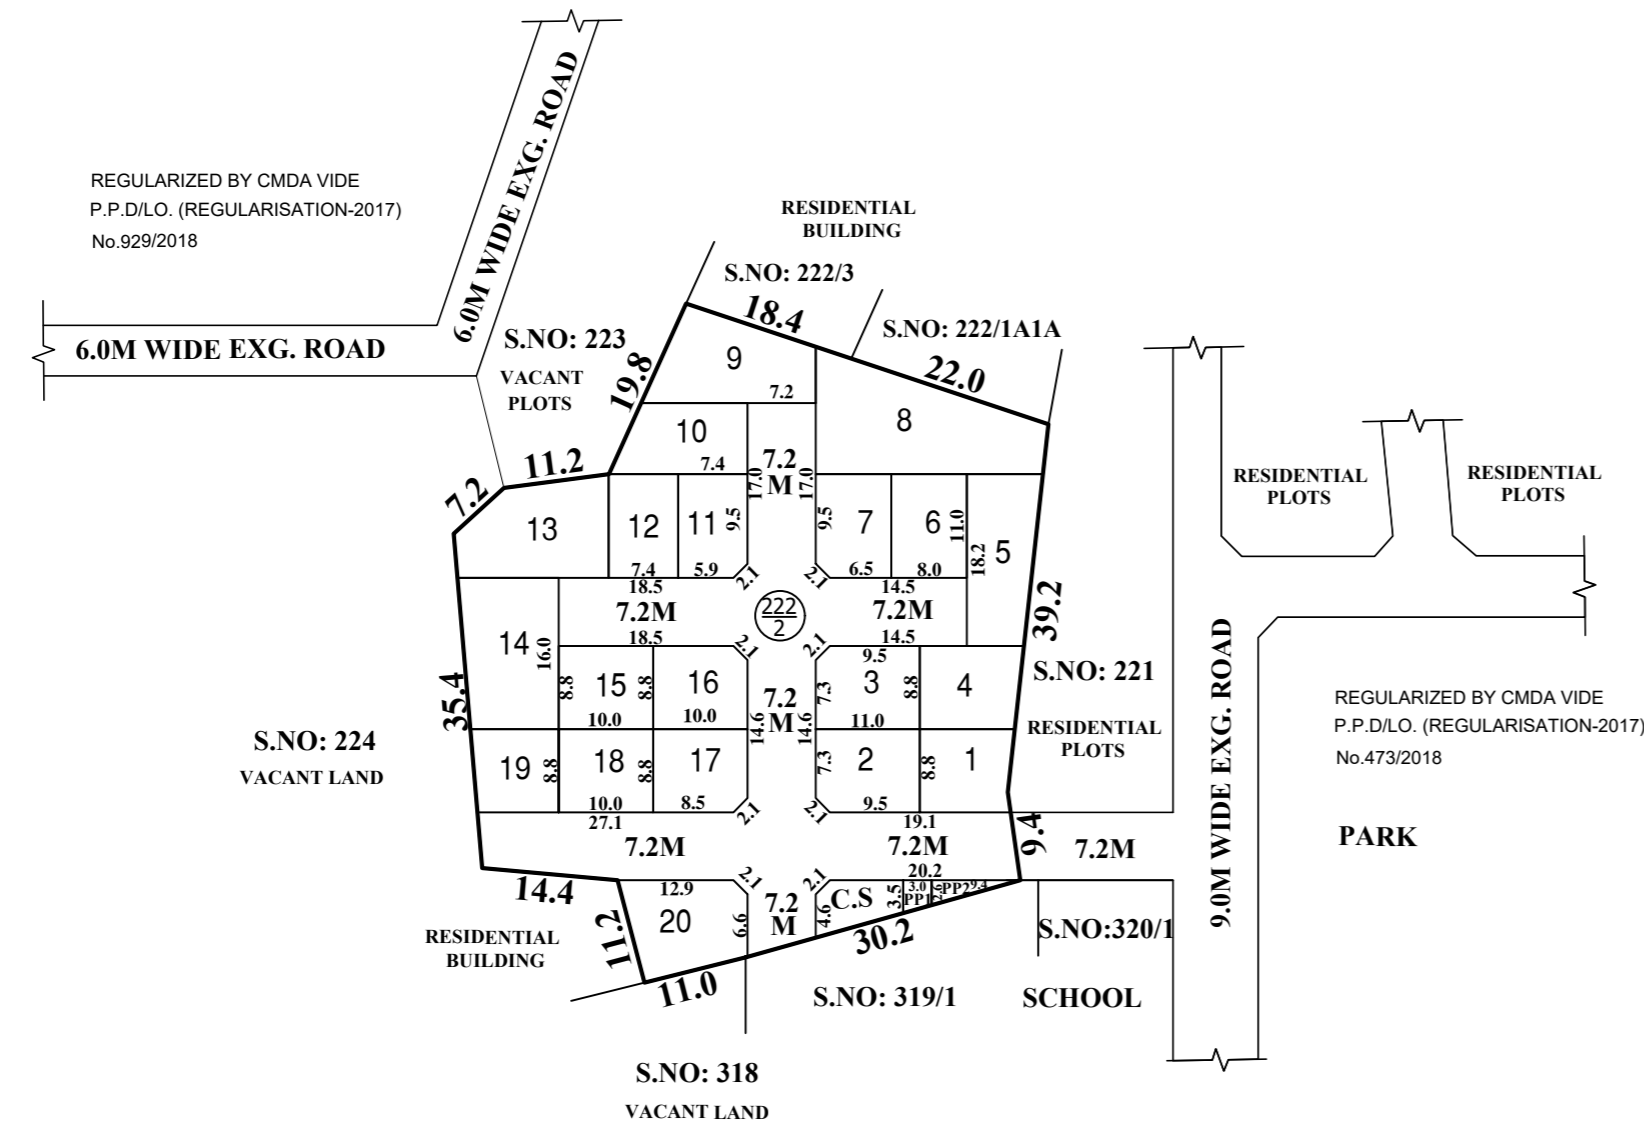 6.0M WIDE EXG. ROAD
REGULARIZED BY CMDA VIDE
P.P.D/LO. (REGULARISATION-2017)
No.929/2018
6.0M WIDE EXG. ROAD
RESIDENTIAL
BUILDING
S.NO: 222/3
18.4
S.NO: 222/1A1A
22.0
S.NO: 223
VACANT
PLOTS
19.8
9
7.2
8
10
7.4
7.2
M
17.0
17.0
11.2
7.2
13
12
11
9.5
9.5
7
6
11.0
5
18.2
7.4
5.9
2.1
2.1
6.5
8.0
18.5
14.5
7.2M
222
2
7.2M
39.2
18.5
14.5
2.1
2.1
9.5
14
16.0
15
8.8
8.8
16
7.2
M
7.3
3
8.8
4
10.0
10.0
14.6
14.6
11.0
35.4
S.NO: 221
RESIDENTIAL
PLOTS
19
8.8
18
8.8
17
7.3
2
8.8
1
10.0
8.5
2.1
2.1
9.5
27.1
19.1
7.2M
7.2M
9.4
7.2M
S.NO: 224
VACANT LAND
14.4
12.9
2.1
2.1
20.2
20
6.6
7.2
M
4.6
C.S
3.5
3.0
PP1
2.6
PP2
9.4
11.2
30.2
11.0
RESIDENTIAL
BUILDING
S.NO: 319/1
S.NO:320/1
SCHOOL
S.NO: 318
VACANT LAND
RESIDENTIAL
PLOTS
RESIDENTIAL
PLOTS
9.0M WIDE EXG. ROAD
REGULARIZED BY CMDA VIDE
P.P.D/LO. (REGULARISATION-2017)
No.473/2018
PARK